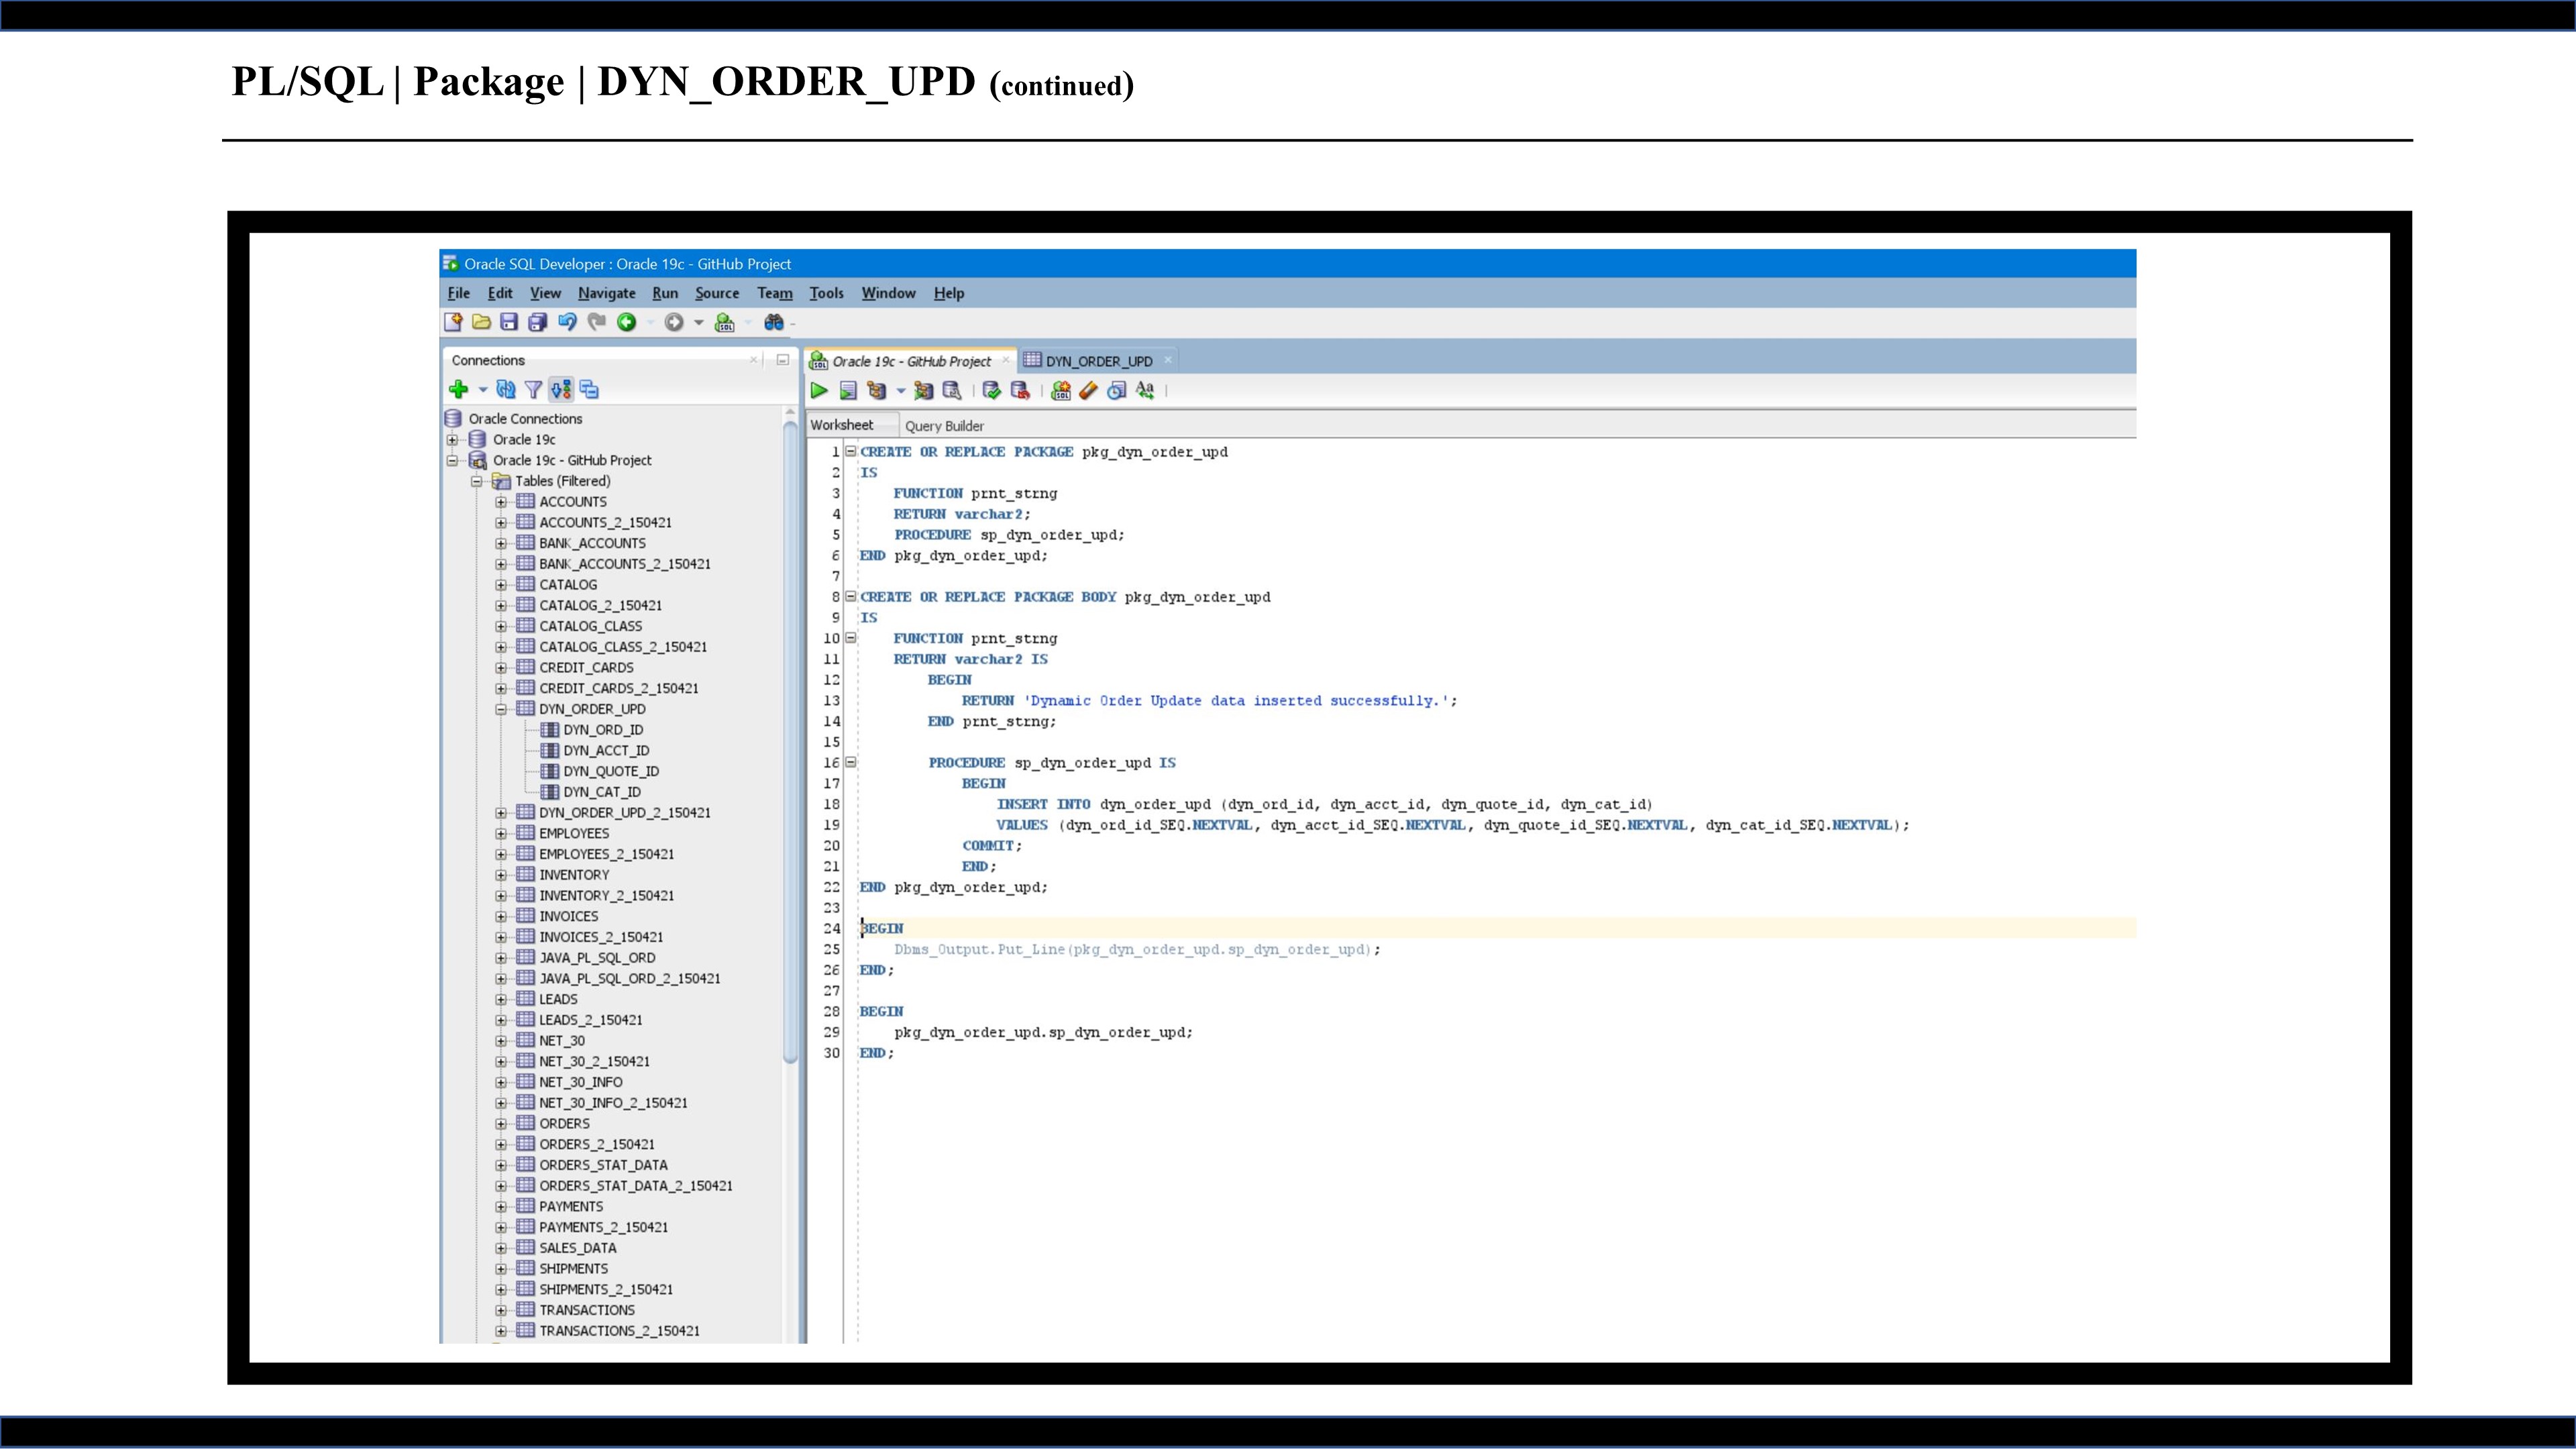 PL/SQL | Package | DYN_ORDER_UPD (continued)
Oracle SQL Developer : Oracle 19c - GitHub Project
File Edit View Navigate Run Source Team Tools Window Help
Connections
Oracle Connections
Oracle 19c
Oracle 19c - GitHub Project
Tables (Filtered)
ACCOUNTS
ACCOUNTS_2_150421
BANK_ACCOUNTS
BANK_ACCOUNTS_2_150421
CATALOG
CATALOG_2_150421
CATALOG_CLASS
CATALOG_CLASS_2_150421
CREDIT_CARDS
CREDIT_CARDS_2_150421
DYN_ORDER_UPD
DYN_ORD_ID
DYN_ACCT_ID
DYN_QUOTE_ID
DYN_CAT_ID
DYN_ORDER_UPD_2_150421
EMPLOYEES
EMPLOYEES_2_150421
INVENTORY
INVENTORY_2_150421
INVOICES
INVOICES_2_150421
JAVA_PL_SQL_ORD
JAVA_PL_SQL_ORD_2_150421
LEADS
LEADS_2_150421
NET_30
NET_30_2_150421
NET_30_INFO
NET_30_INFO_2_150421
ORDERS
ORDERS_2_150421
ORDERS_STAT_DATA
ORDERS_STAT_DATA_2_150421
PAYMENTS
PAYMENTS_2_150421
SALES_DATA
SHIPMENTS
SHIPMENTS_2_150421
TRANSACTIONS
TRANSACTIONS_2_150421
Oracle 19c - GitHub Project DYN_ORDER_UPD
Worksheet Query Builder
1 CREATE OR REPLACE PACKAGE pkg_dyn_order_upd
2 IS
3 FUNCTION prnt_strng
4 RETURN varchar2;
5 PROCEDURE sp_dyn_order_upd;
6 END pkg_dyn_order_upd;
7
8 CREATE OR REPLACE PACKAGE BODY pkg_dyn_order_upd
9 IS
10 FUNCTION prnt_strng
11 RETURN varchar2 IS
12 BEGIN
13 RETURN 'Dynamic Order Update data inserted successfully.';
14 END prnt_strng;
15
16 PROCEDURE sp_dyn_order_upd IS
17 BEGIN
18 INSERT INTO dyn_order_upd (dyn_ord_id, dyn_acct_id, dyn_quote_id, dyn_cat_id)
19 VALUES (dyn_ord_id_SEQ.NEXTVAL, dyn_acct_id_SEQ.NEXTVAL, dyn_quote_id_SEQ.NEXTVAL, dyn_cat_id_SEQ.NEXTVAL);
20 COMMIT;
21 END;
22 END pkg_dyn_order_upd;
23
24 BEGIN
25 Dbms_Output.Put_Line(pkg_dyn_order_upd.sp_dyn_order_upd);
26 END;
27
28 BEGIN
29 pkg_dyn_order_upd.sp_dyn_order_upd;
30 END;